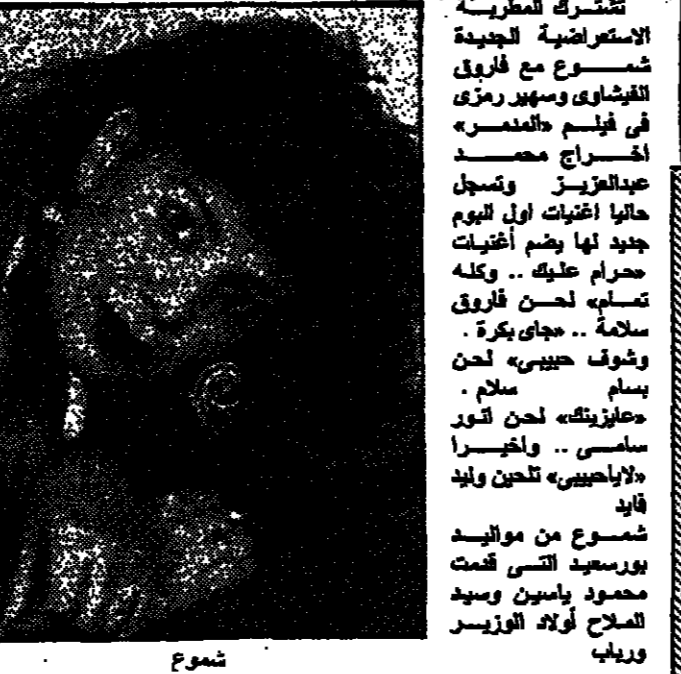 تشترك المطربة
الاستعراضية الجديدة
شموع مع فاروق
الفيشاوى وسهير رمزى
فى فيلم «المدمر»
اخراج محمد
عبدالعزيز وتسجل
حاليا اغنيات اول البوم
جديد لها يضم أغنيات
«حرام عليك .. وكله
تمام» لحن فاروق
سلامة .. «جاى بكرة .
وشوف حبيبى» لحن
بسام سلام .
«عايزينك» لحن انور
سامى .. واخيرا
«لاياحبيبى» تلحين وليد
فايد
شموع من مواليد
بورسعيد التى قدمت
محمود ياسين وسيد
الملاح أولاد الوزير
ورباب
شموع